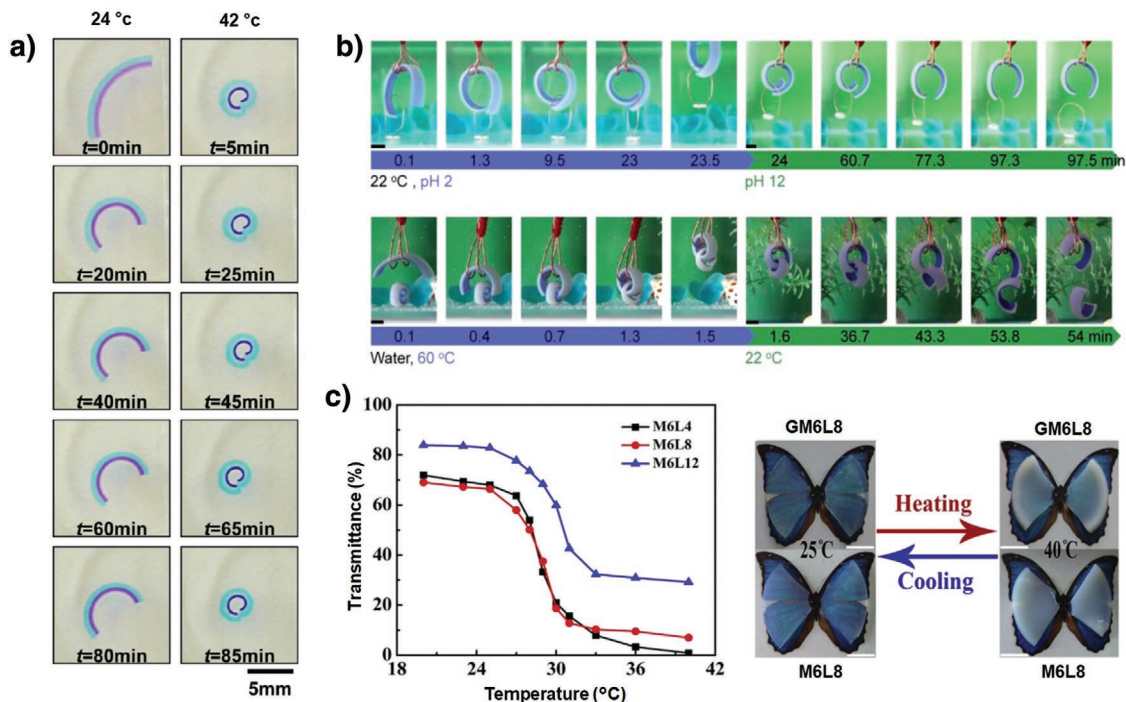 a)
24 °c
42 °c
t=0min
t=5min
t=20min
t=25min
t=40min
t=45min
t=60min
t=65min
t=80min
t=85min
5mm
b)
0.1 1.3 9.5 23 23.5 24 60.7 77.3 97.3 97.5 min
22 °C , pH 2
pH 12
0.1 0.4 0.7 1.3 1.5 1.6 36.7 43.3 53.8 54 min
Water, 60 °C
22 °C
c)
100
80
60
40
20
0
Transmittance (%)
18 24 30 36 42
Temperature (°C)
M6L4
M6L8
M6L12
GM6L8
GM6L8
Heating
25℃
40℃
Cooling
M6L8
M6L8